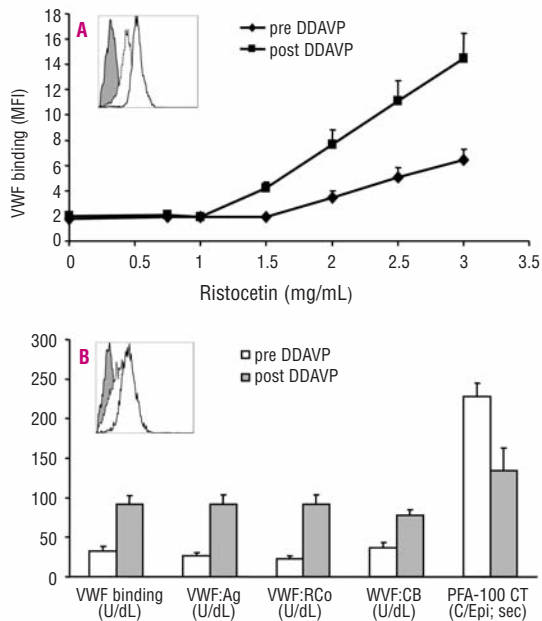 A
pre DDAVP
post DDAVP
VWF binding (MFI)
18
16
14
12
10
8
6
4
2
0
0 0.5 1 1.5 2 2.5 3 3.5
Ristocetin (mg/mL)
B
pre DDAVP
post DDAVP
300
250
200
150
100
50
0
VWF binding VWF:Ag VWF:RCo WVF:CB PFA-100 CT
(U/dL) (U/dL) (U/dL) (U/dL) (C/Epi; sec)